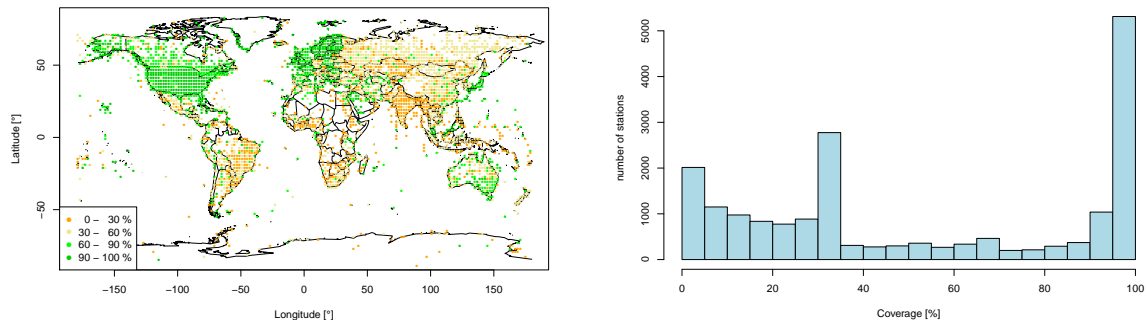 50
0
−50
Latitude [°]
0 − 30 %
30 − 60 %
60 − 90 %
90 − 100 %
−150 −100 −50 0 50 100 150
Longitude [°]
number of stations
5000
4000
3000
2000
1000
0
0 20 40 60 80 100
Coverage [%]